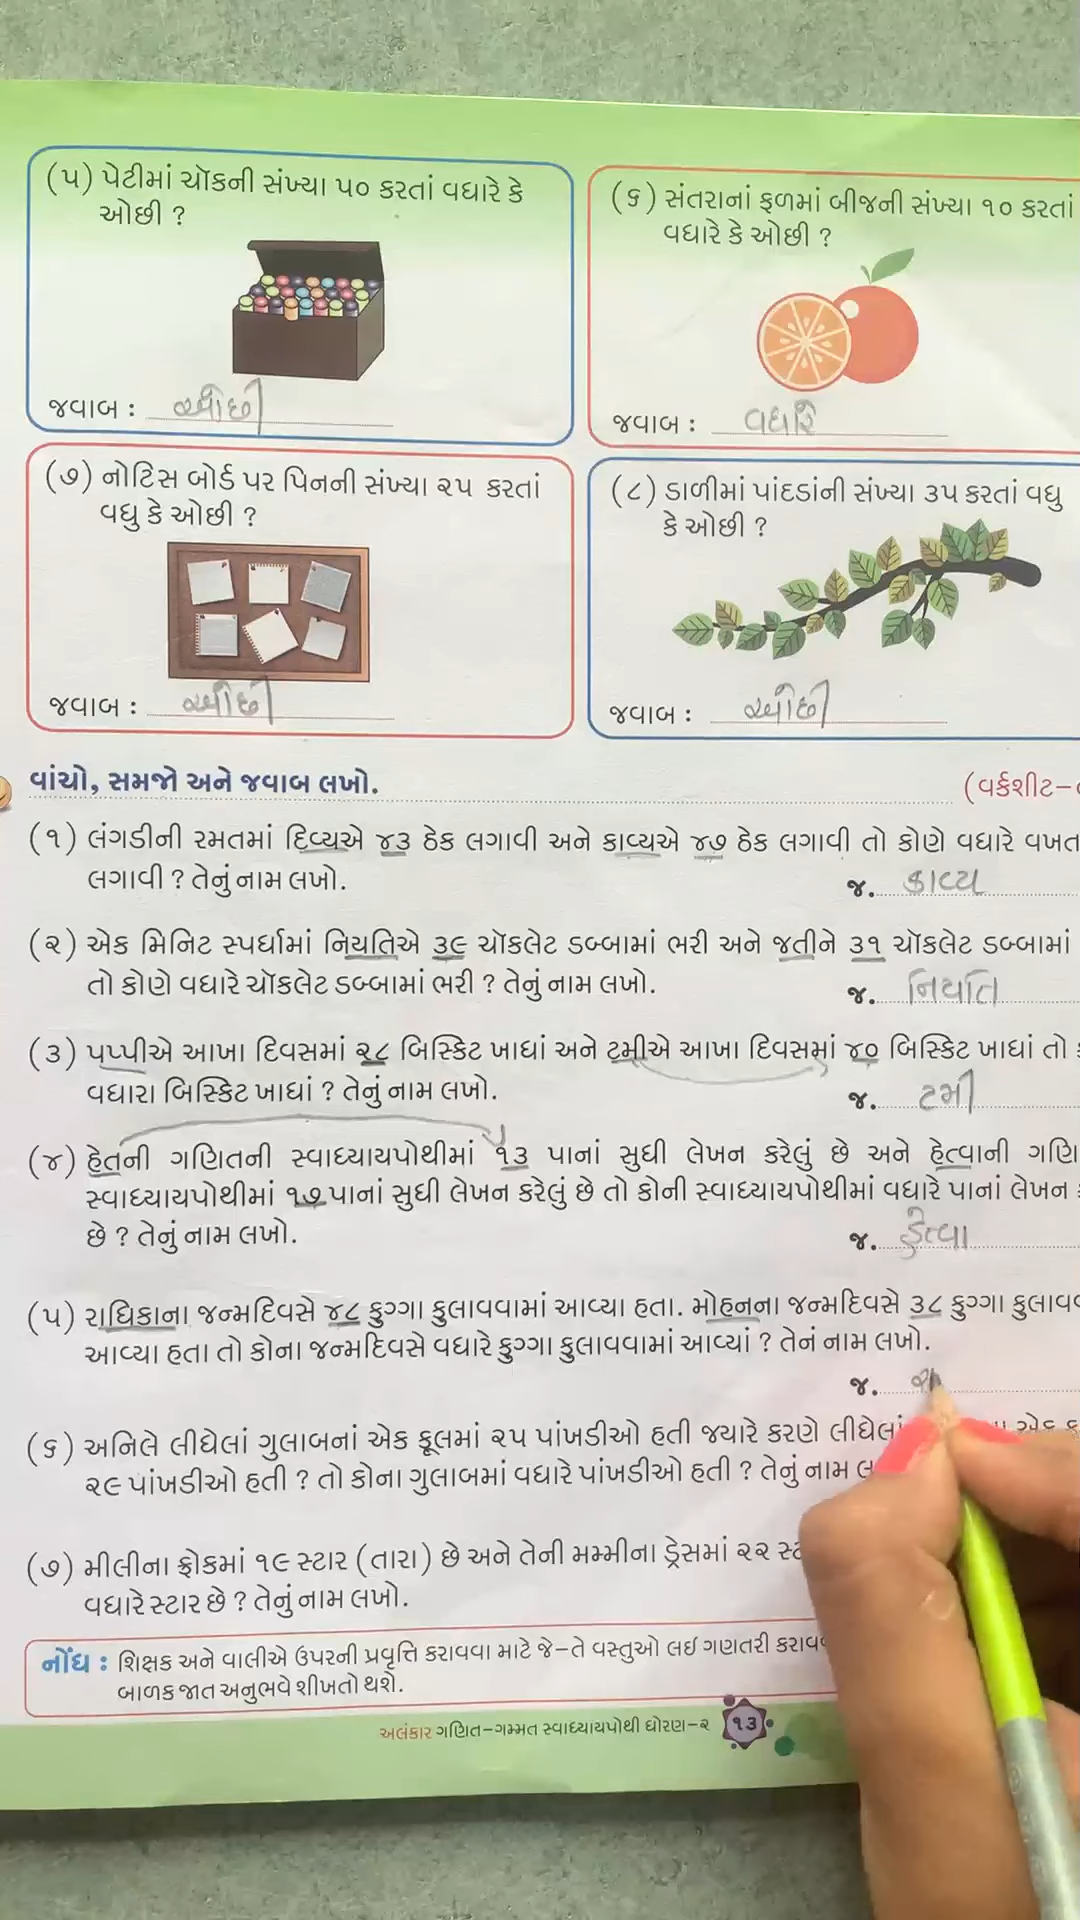 (૫) પેટીમાં ચૉકની સંખ્યા ૫૦ કરતાં વધારે કે
ઓછી ?
જવાબ : ઓછી
(૬) સંતરાનાં ફળમાં બીજની સંખ્યા ૧૦ કરતાં
વધારે કે ઓછી ?
જવાબ : વધારે
(૭) નોટિસ બોર્ડ પર પિનની સંખ્યા ૨૫ કરતાં
વધુ કે ઓછી ?
જવાબ : ઓછી
(૮) ડાળીમાં પાંદડાંની સંખ્યા ૩૫ કરતાં વધુ
કે ઓછી ?
જવાબ : ઓછી
વાંચો, સમજો અને જવાબ લખો.
(વર્કશીટ–
(૧) લંગડીની રમતમાં દિવ્યએ ૪૩ ઠેક લગાવી અને કાવ્યએ ૪૭ ઠેક લગાવી તો કોણે વધારે વખત
લગાવી ? તેનું નામ લખો.
જ. કાવ્ય
(૨) એક મિનિટ સ્પર્ધામાં નિયતિએ ૩૯ ચૉકલેટ ડબ્બામાં ભરી અને જતીને ૩૧ ચૉકલેટ ડબ્બામાં
તો કોણે વધારે ચૉકલેટ ડબ્બામાં ભરી ? તેનું નામ લખો.
જ. નિયતિ
(૩) પપ્પીએ આખા દિવસમાં ૨૮ બિસ્કિટ ખાધાં અને ટમીએ આખા દિવસમાં ૪૦ બિસ્કિટ ખાધાં તો
વધારા બિસ્કિટ ખાધાં ? તેનું નામ લખો.
જ. ટમી
(૪) હેતની ગણિતની સ્વાધ્યાયપોથીમાં ૧૩ પાનાં સુધી લેખન કરેલું છે અને હેત્વાની
સ્વાધ્યાયપોથીમાં ૧૭ પાનાં સુધી લેખન કરેલું છે તો કોની સ્વાધ્યાયપોથીમાં વધારે પાનાં લેખન
છે ? તેનું નામ લખો.
જ. હેત્વા
(૫) રાધિકાના જન્મદિવસે ૪૮ ફુગ્ગા ફુલાવવામાં આવ્યા હતા. મોહનના જન્મદિવસે ૩૮ ફુગ્ગા
આવ્યા હતા તો કોના જન્મદિવસે વધારે ફુગ્ગા ફુલાવવામાં આવ્યાં ? તેનં નામ લખો.
જ.
(૬) અનિલે લીધેલાં ગુલાબનાં એક ફૂલમાં ૨૫ પાંખડીઓ હતી જ્યારે કરણે લીધેલાં એક
૨૯ પાંખડીઓ હતી ? તો કોના ગુલાબમાં વધારે પાંખડીઓ હતી ? તેનું નામ
(૭) મીલીના ફ્રોકમાં ૧૯ સ્ટાર (તારા) છે અને તેની મમ્મીના ડ્રેસમાં ૨૨
વધારે સ્ટાર છે ? તેનું નામ લખો.
નોંધ : શિક્ષક અને વાલીએ ઉપરની પ્રવૃત્તિ કરાવવા માટે જે–તે વસ્તુઓ લઈ ગણતરી
બાળક જાત અનુભવે શીખતો થશે.
અલંકાર ગણિત–ગમ્મત સ્વાધ્યાયપોથી ધોરણ–૨ ૧૩